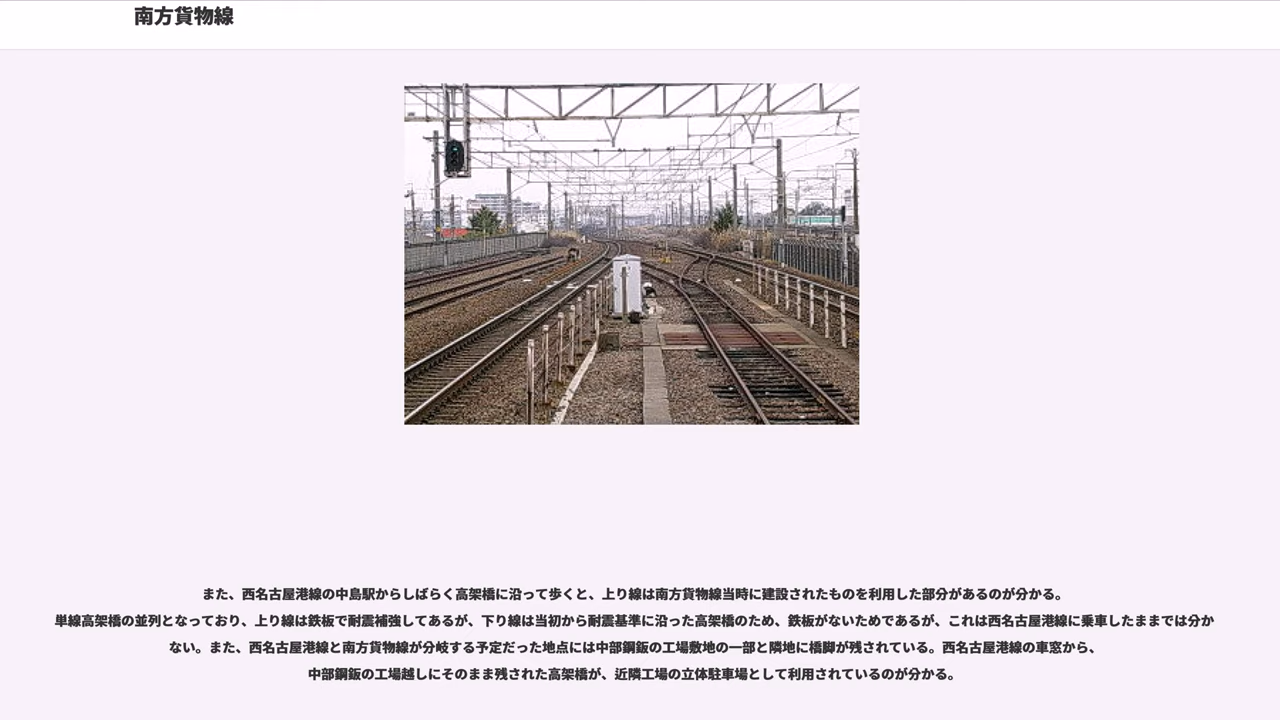 南方貨物線
また、西名古屋港線の中島駅からしばらく高架橋に沿って歩くと、上り線は南方貨物線当時に建設されたものを利用した部分があるのが分かる。
単線高架橋の並列となっており、上り線は鉄板で耐震補強してあるが、下り線は当初から耐震基準に沿った高架橋のため、鉄板がないためであるが、これは西名古屋港線に乗車したままでは分か
ない。また、西名古屋港線と南方貨物線が分岐する予定だった地点には中部鋼鈑の工場敷地の一部と隣地に橋脚が残されている。西名古屋港線の車窓から、
中部鋼鈑の工場越しにそのまま残された高架橋が、近隣工場の立体駐車場として利用されているのが分かる。